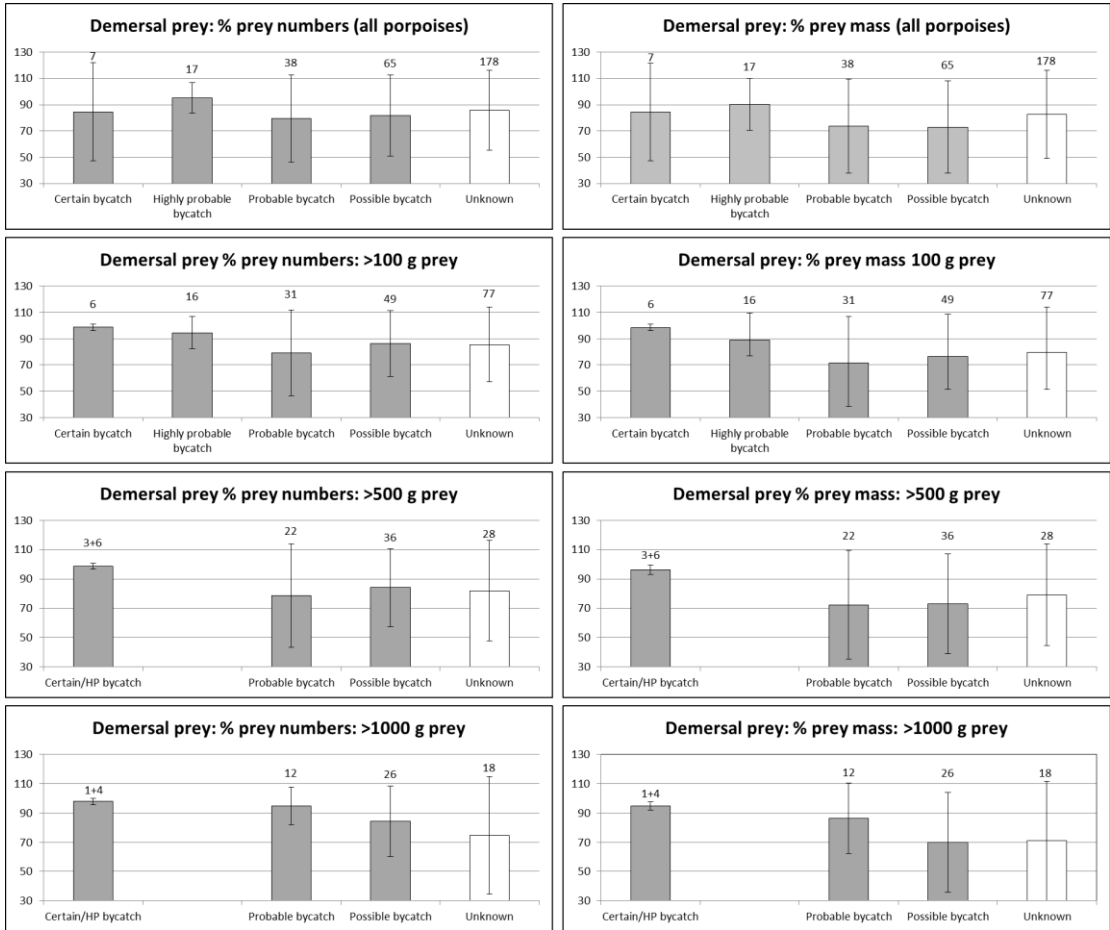 Demersal prey: % prey numbers (all porpoises)
130
110
90
70
50
30
7
17
38
65
178
Certain bycatch
Highly probable
bycatch
Probable bycatch
Possible bycatch
Unknown
Demersal prey: % prey mass (all porpoises)
130
110
90
70
50
30
7
17
38
65
178
Certain bycatch
Highly probable
bycatch
Probable bycatch
Possible bycatch
Unknown
Demersal prey % prey numbers: >100 g prey
130
110
90
70
50
30
6
16
31
49
77
Certain bycatch
Highly probable
bycatch
Probable bycatch
Possible bycatch
Unknown
Demersal prey: % prey mass 100 g prey
130
110
90
70
50
30
6
16
31
49
77
Certain bycatch
Highly probable
bycatch
Probable bycatch
Possible bycatch
Unknown
Demersal prey % prey numbers: >500 g prey
130
110
90
70
50
30
3+6
22
36
28
Certain/HP bycatch
Probable bycatch
Possible bycatch
Unknown
Demersal prey % prey mass: >500 g prey
130
110
90
70
50
30
3+6
22
36
28
Certain/HP bycatch
Probable bycatch
Possible bycatch
Unknown
Demersal prey: % prey numbers: >1000 g prey
130
110
90
70
50
30
1+4
12
26
18
Certain/HP bycatch
Probable bycatch
Possible bycatch
Unknown
Demersal prey: % prey mass: >1000 g prey
130
110
90
70
50
30
1+4
12
26
18
Certain/HP bycatch
Probable bycatch
Possible bycatch
Unknown